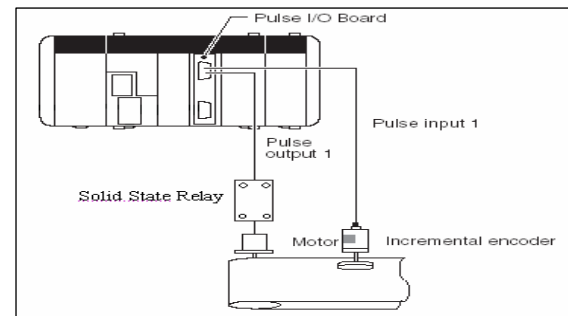 Pulse I/O Board
Pulse input 1
Pulse
output 1
Solid State Relay
Motor
Incremental encoder